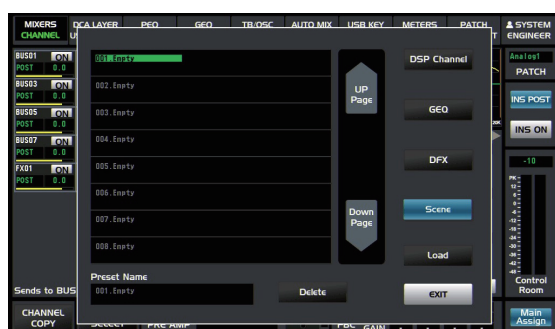 MIXERS DCA LAYER PEQ GEQ TB/OSC AUTO MIX USB KEY METERS PATCH SYSTEM
CHANNEL ENGINEER
BUS01 ON
POST 0.0
BUS03 ON
POST 0.0
BUS05 ON
POST 0.0
BUS07 ON
POST 0.0
FX01 ON
POST 0.0
Sends to BUS
CHANNEL
COPY
001.Empty
002.Empty
003.Empty
004.Empty
005.Empty
006.Empty
007.Empty
008.Empty
UP
Page
Down
Page
DSP Channel
GEQ
DFX
Scene
Load
EXIT
Preset Name
001.Empty
Delete
SELECT PRE AMP
GAIN
Analog1
PATCH
INS POST
INS ON
-10
Control
Room
Main
Assign